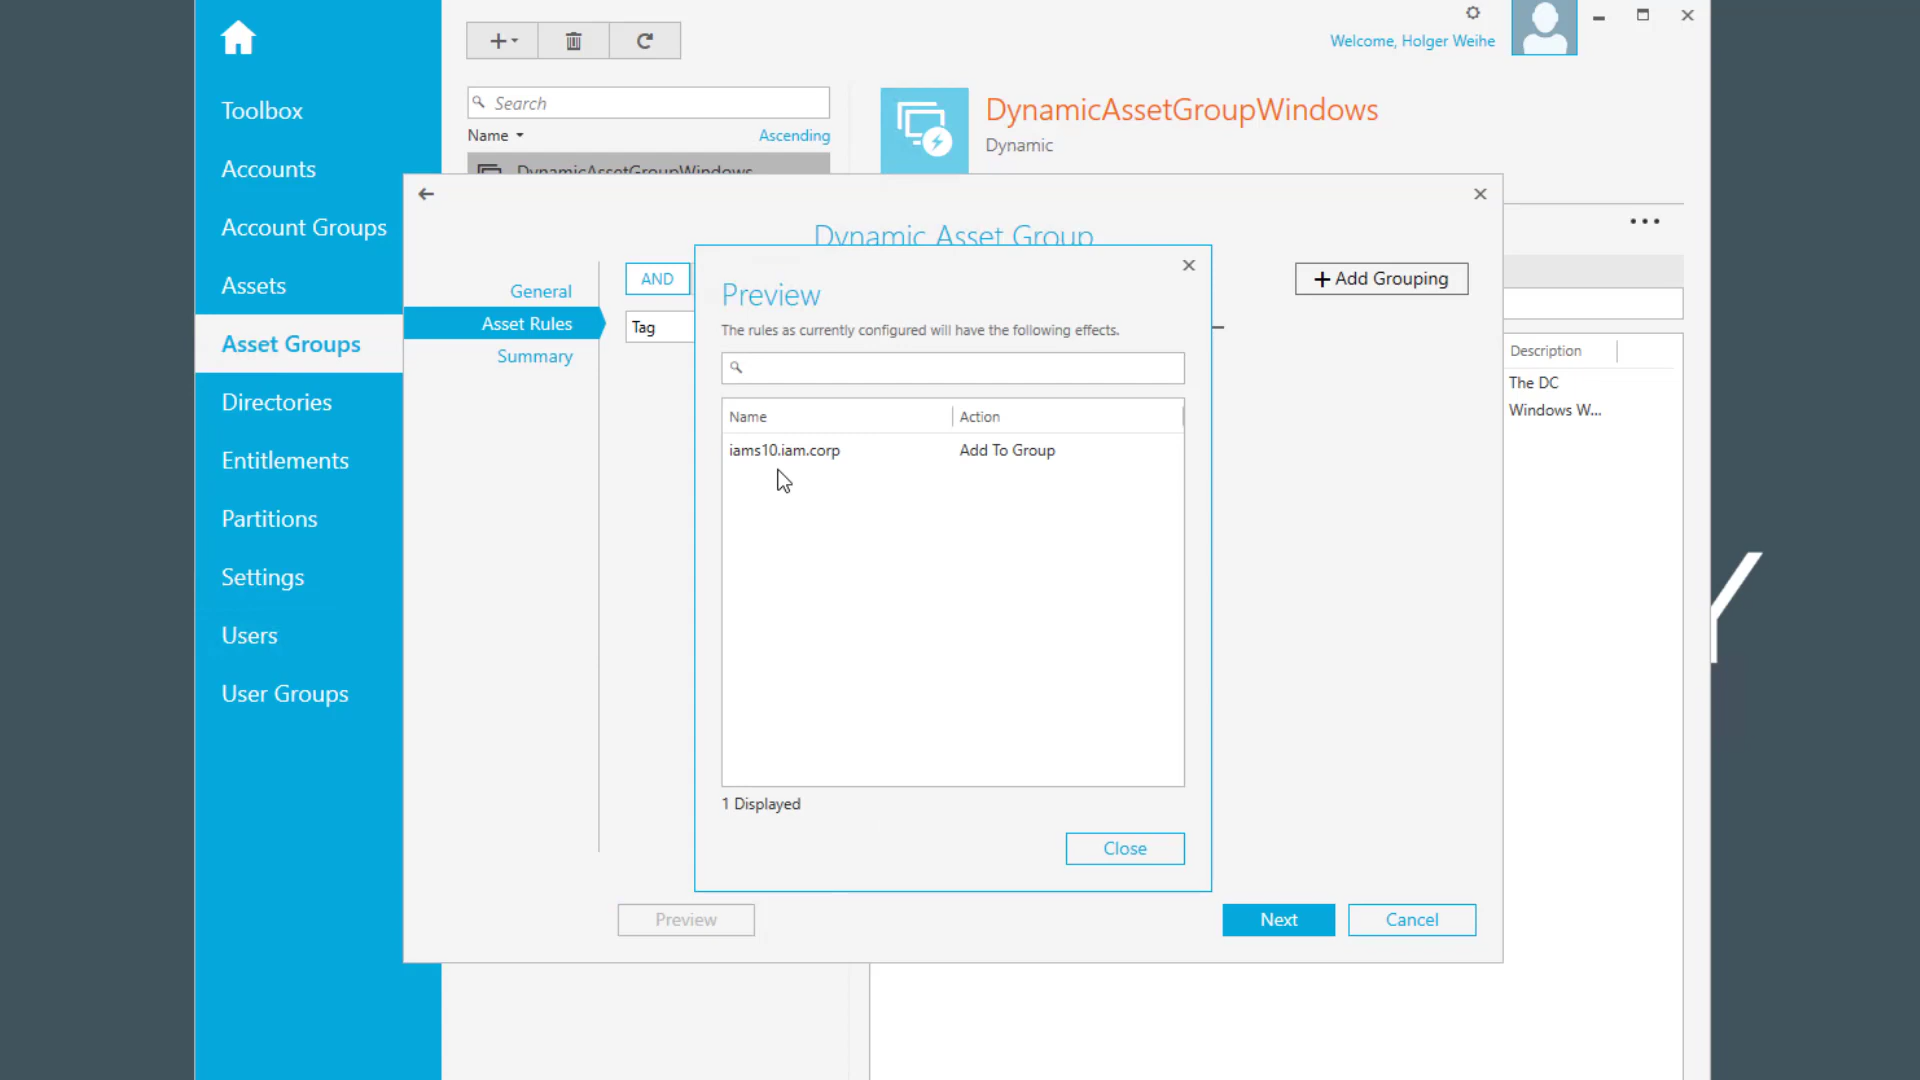 Welcome, Holger Weihe
Toolbox
Accounts
Account Groups
Assets
Asset Groups
Directories
Entitlements
Partitions
Settings
Users
User Groups
Search
Name
Ascending
DynamicAssetGroupWindows
DynamicAssetGroupWindows
Dynamic
Description
The DC
Windows W...
Dynamic Asset Group
General
Asset Rules
Summary
AND
Add Grouping
Tag
Preview
The rules as currently configured will have the following effects.
Name Action
iams10.iam.corp Add To Group
1 Displayed
Close
Preview
Next
Cancel
Y